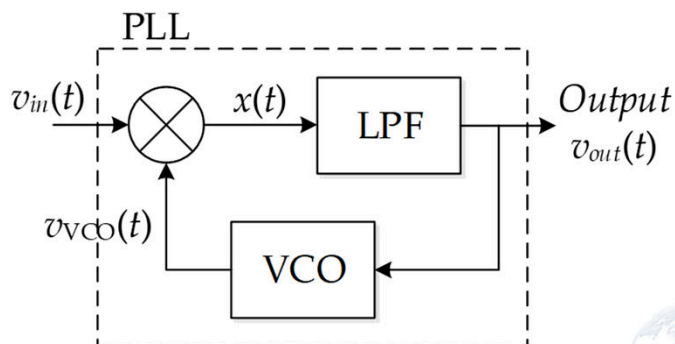 PLL
v_in(t)
x(t)
LPF
Output
v_out(t)
v_VCO(t)
VCO